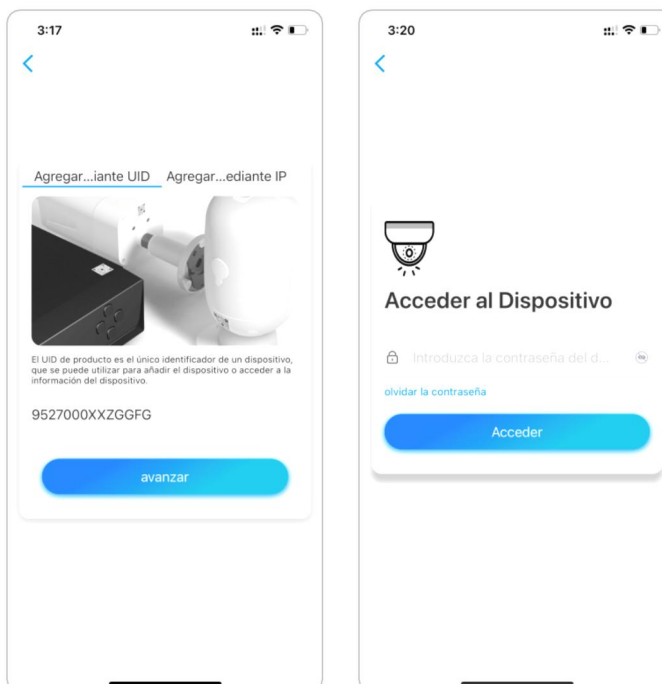 3:17
Agregar...iante UID
Agregar...ediante IP
El UID de producto es el único identificador de un dispositivo,
que se puede utilizar para añadir el dispositivo o acceder a la
información del dispositivo.
9527000XXZGGFG
avanzar
3:20
Acceder al Dispositivo
Introduzca la contraseña del d...
olvidar la contraseña
Acceder